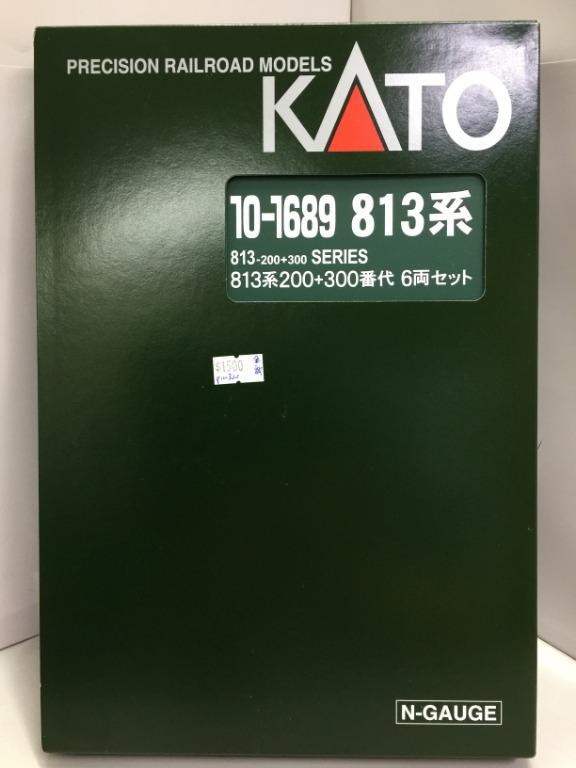 PRECISION RAILROAD MODELS
KATO
10-1689 813系
813-200+300 SERIES
813系200+300番代 6両セット
$1500
N-GAUGE